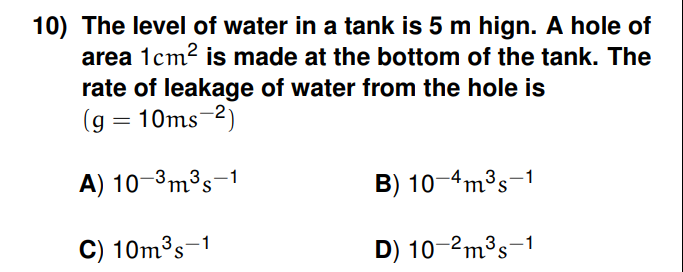 10) The level of water in a tank is 5 m hign. A hole of
area 1cm² is made at the bottom of the tank. The
rate of leakage of water from the hole is
(g = 10ms⁻²)
A) 10⁻³m³s⁻¹ B) 10⁻⁴m³s⁻¹
C) 10m³s⁻¹ D) 10⁻²m³s⁻¹